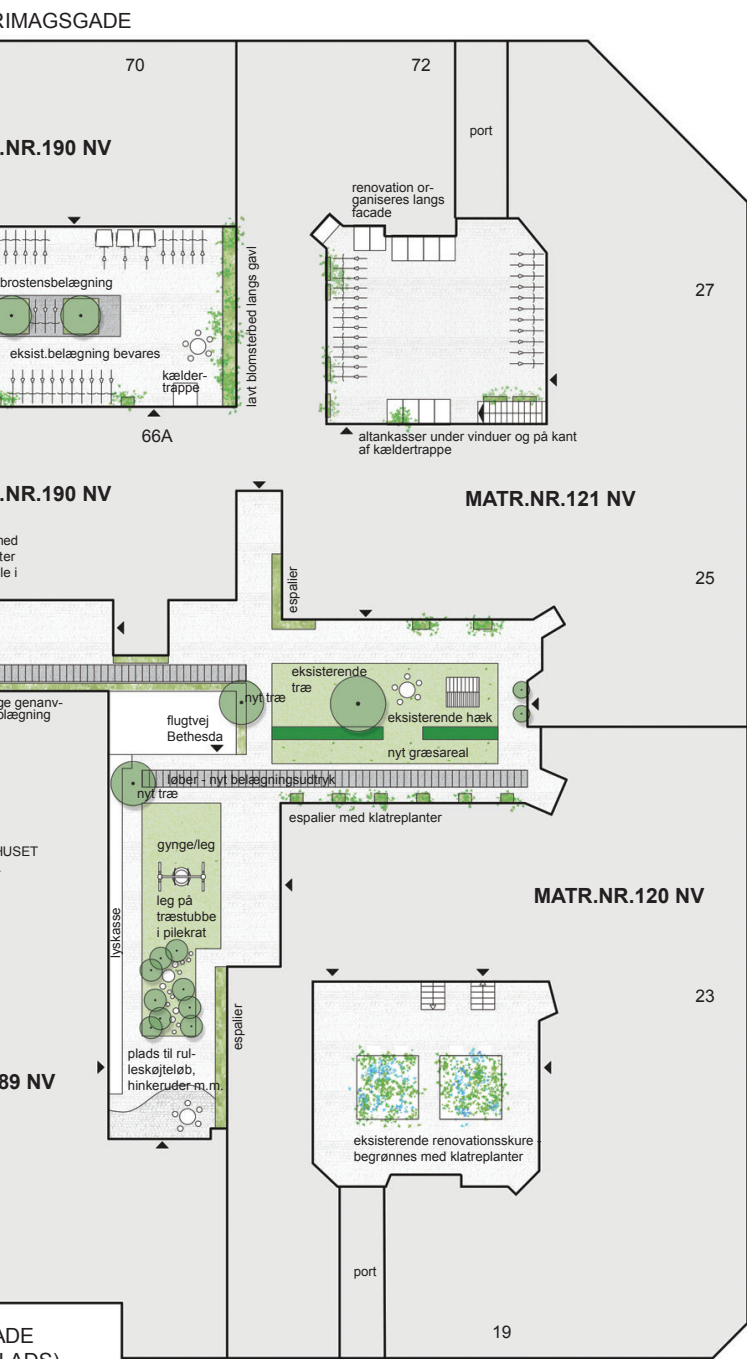 RIMAGSGADE
70
72
port
.NR.190 NV
renovation or-
ganiseres langs
facade
27
brostensbelægning
lavt blomsterbed langs gavl
eksist.belægning bevares
kælder-
trappe
66A
altankasser under vinduer og på kant
af kældertrappe
.NR.190 NV
MATR.NR.121 NV
ned
ter
le i
25
espalier
eksisterende
træ
nyt træ
ge genanv-
belægning
flugtvej
Bethesda
eksisterende hæk
nyt græsareal
løber - nyt belægningsudtryk
nyt træ
espalier med klatreplanter
gynge/leg
HUSET
leg på
træstubbe
i pilekrat
lyskasse
MATR.NR.120 NV
espalier
23
plads til rul-
leskøjteløb,
hinkeruder m.m.
89 NV
eksisterende renovationsskure -
begrønnes med klatreplanter
port
19
ADE
LADS)